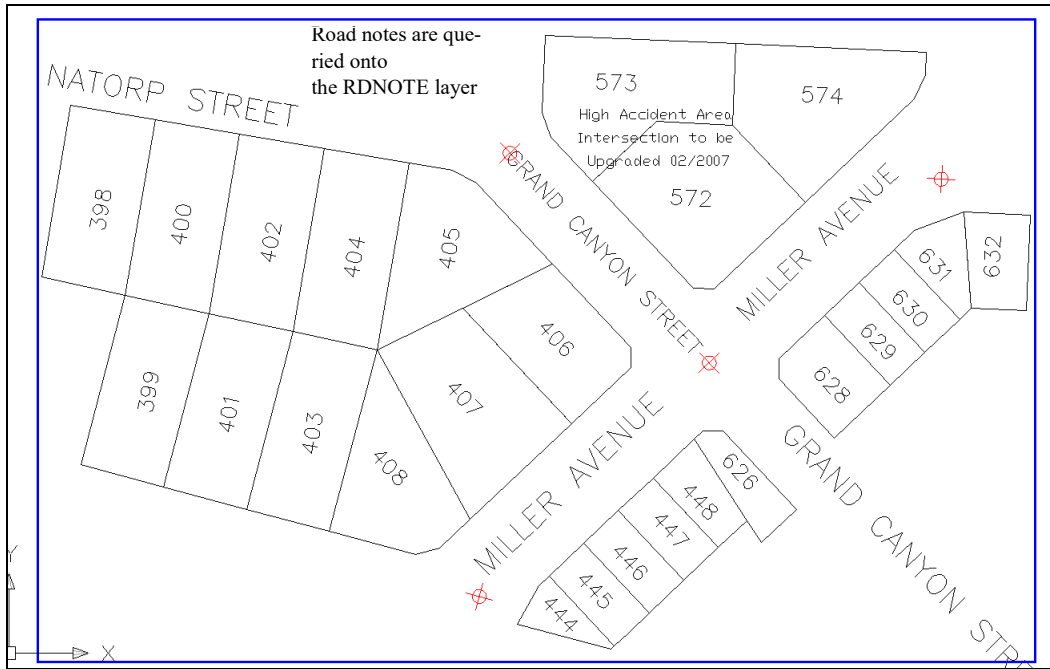 Road notes are que-
ried onto
the RDNOTE layer
NATORP STREET
573
574
High Accident Area
Intersection to be
Upgraded 02/2007
572
GRAND CANYON STREET
MILLER AVENUE
398
400
402
404
405
406
399
401
403
407
408
632
631
630
629
628
MILLER AVENUE
626
448
447
446
445
444
GRAND CANYON STR
Y
X